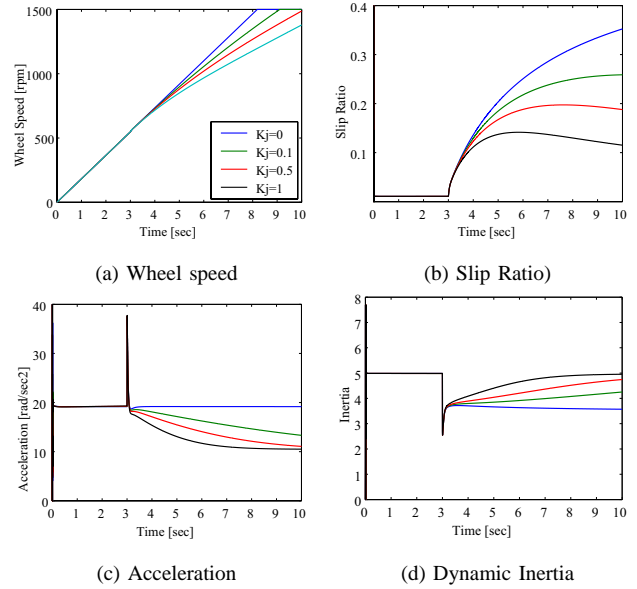 1500
1000
500
0
Wheel Speed [rpm]
Kj=0
Kj=0.1
Kj=0.5
Kj=1
0 1 2 3 4 5 6 7 8 9 10
Time [sec]
(a) Wheel speed
0.4
0.3
0.2
0.1
Slip Ratio
0 1 2 3 4 5 6 7 8 9 10
Time [sec]
(b) Slip Ratio)
40
30
20
10
0
Acceleration [rad/sec2]
0 1 2 3 4 5 6 7 8 9 10
Time [sec]
(c) Acceleration
8
7
6
5
4
3
2
1
0
Inertia
0 1 2 3 4 5 6 7 8 9 10
Time [sec]
(d) Dynamic Inertia